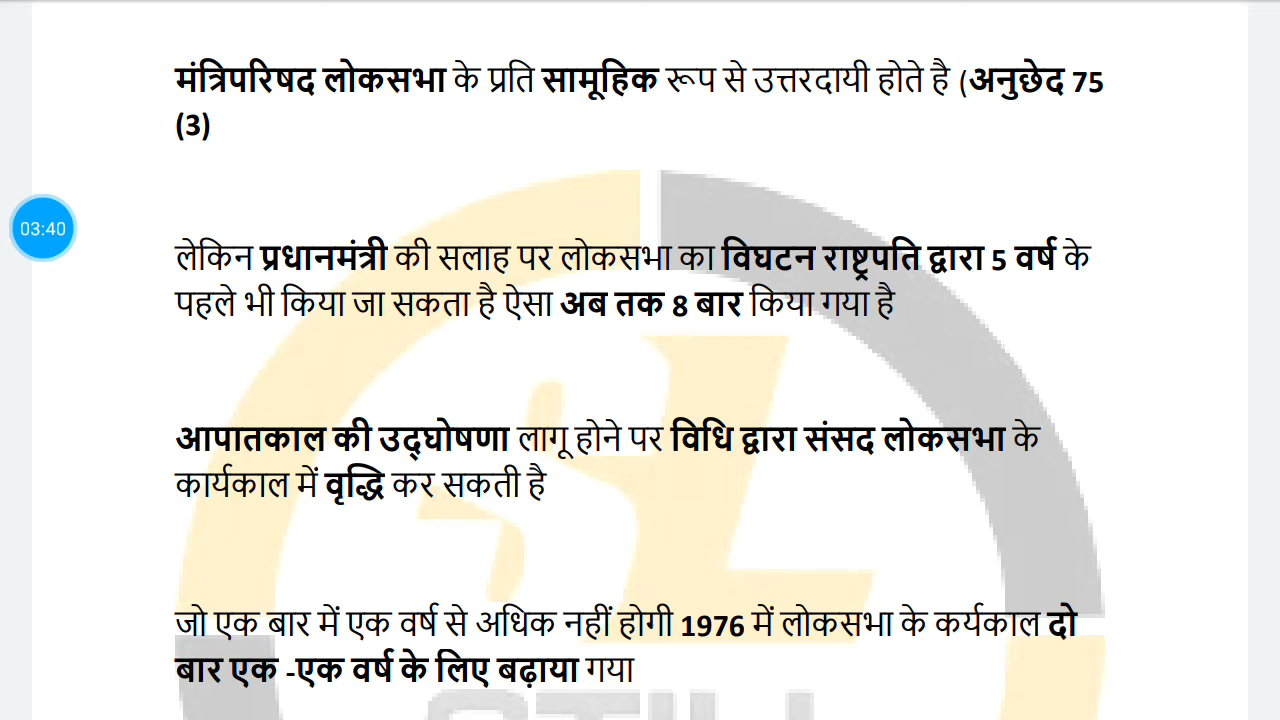 मंत्रिपरिषद लोकसभा के प्रति सामूहिक रूप से उत्तरदायी होते है (अनुछेद 75
(3)
03:40
लेकिन प्रधानमंत्री की सलाह पर लोकसभा का विघटन राष्ट्रपति द्वारा 5 वर्ष के
पहले भी किया जा सकता है ऐसा अब तक 8 बार किया गया है
आपातकाल की उद्घोषणा लागू होने पर विधि द्वारा संसद लोकसभा के
कार्यकाल में वृद्धि कर सकती है
जो एक बार में एक वर्ष से अधिक नहीं होगी 1976 में लोकसभा के कर्यकाल दो
बार एक -एक वर्ष के लिए बढ़ाया गया